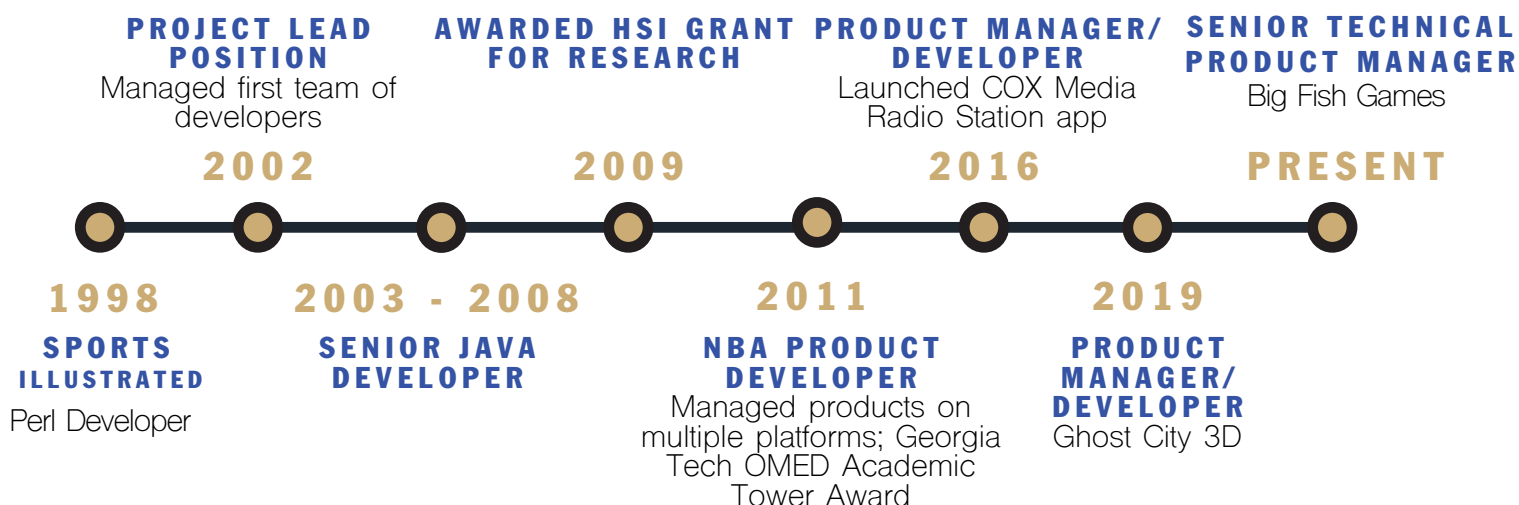 PROJECT LEAD
POSITION
Managed first team of
developers
2002
AWARDED HSI GRANT
FOR RESEARCH
2009
PRODUCT MANAGER/
DEVELOPER
Launched COX Media
Radio Station app
2016
SENIOR TECHNICAL
PRODUCT MANAGER
Big Fish Games
PRESENT
1998
SPORTS
ILLUSTRATED
Perl Developer
2003 - 2008
SENIOR JAVA
DEVELOPER
2011
NBA PRODUCT
DEVELOPER
Managed products on
multiple platforms; Georgia
Tech OMED Academic
Tower Award
2019
PRODUCT
MANAGER/
DEVELOPER
Ghost City 3D